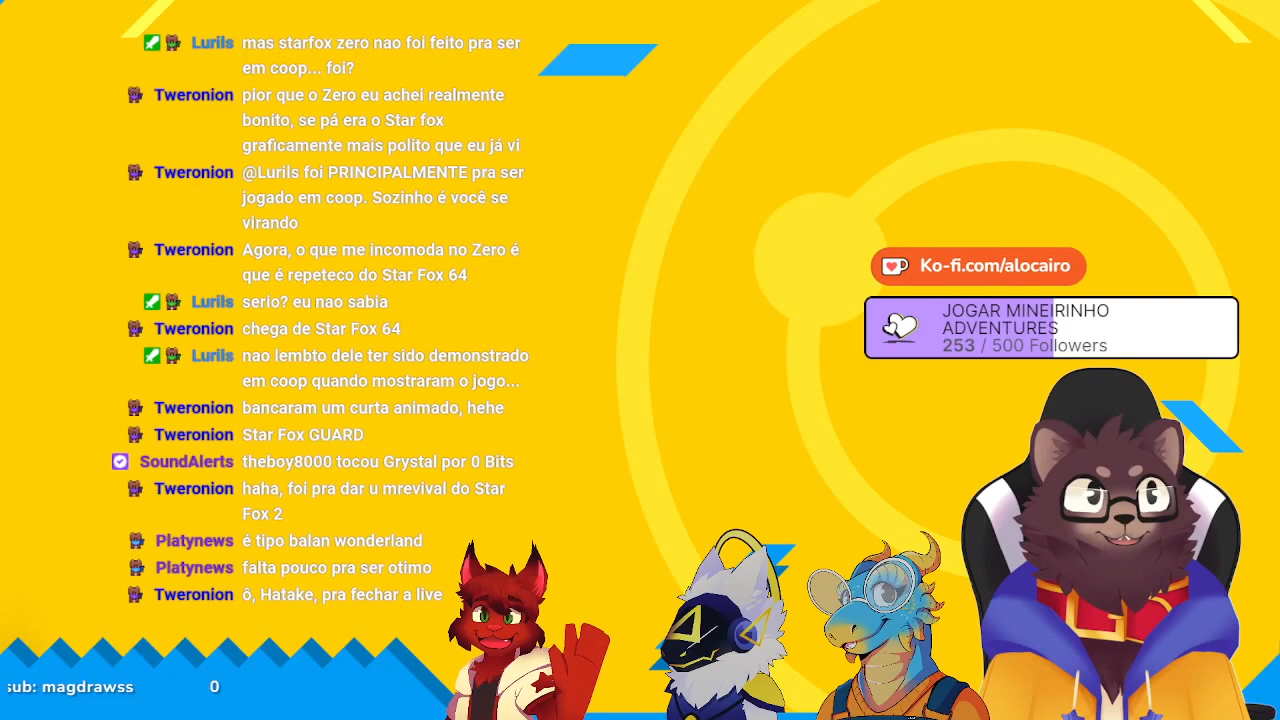 Lurils mas starfox zero nao foi feito pra ser
em coop... foi?
Tweronion pior que o Zero eu achei realmente
bonito, se pá era o Star fox
graficamente mais polito que eu já vi
Tweronion @Lurils foi PRINCIPALMENTE pra ser
jogado em coop. Sozinho é você se
virando
Tweronion Agora, o que me incomoda no Zero é
que é repeteco do Star Fox 64
Lurils serio? eu nao sabia
Tweronion chega de Star Fox 64
Lurils nao lembto dele ter sido demonstrado
em coop quando mostraram o jogo...
Tweronion bancaram um curta animado, hehe
Tweronion Star Fox GUARD
SoundAlerts theboy8000 tocou Grystal por 0 Bits
Tweronion haha, foi pra dar u mrevival do Star
Fox 2
Platynews é tipo balan wonderland
Platynews falta pouco pra ser otimo
Tweronion ô, Hatake, pra fechar a live
Ko-fi.com/alocairo
JOGAR MINEIRINHO
ADVENTURES
253 / 500 Followers
sub: magdrawss 0